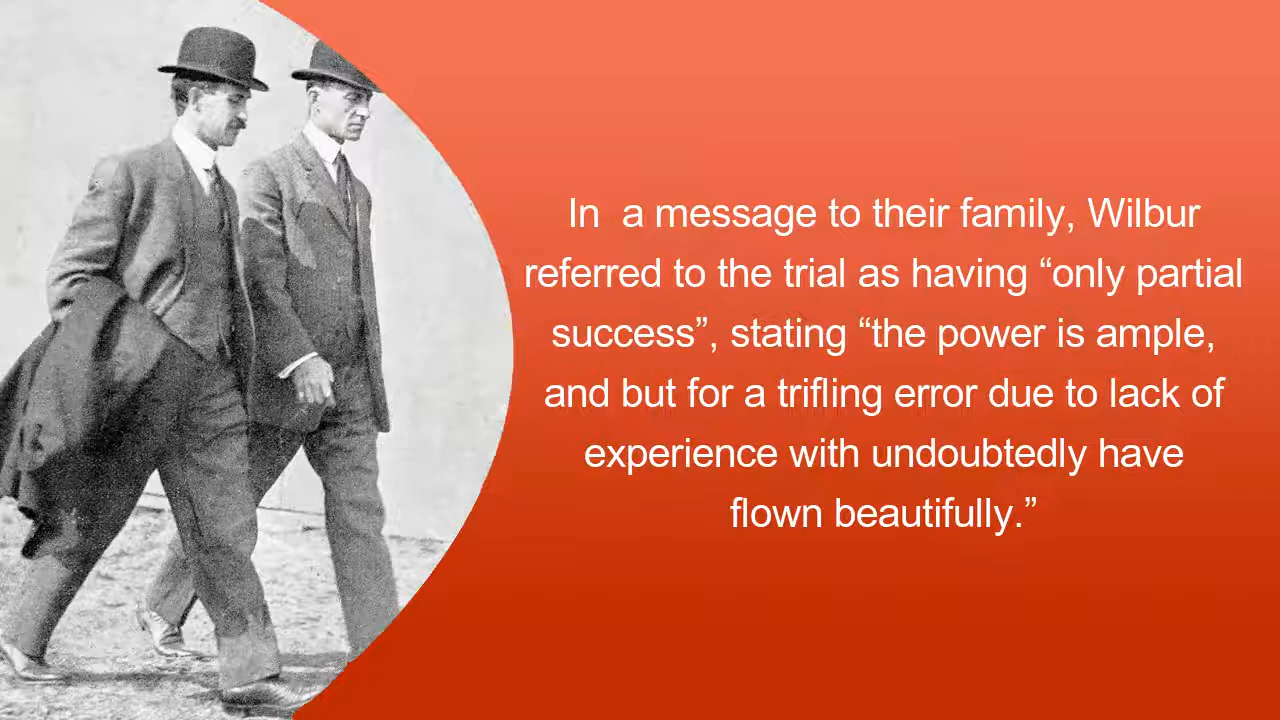 In  a message to their family, Wilbur
referred to the trial as having “only partial
success”, stating “the power is ample,
and but for a trifling error due to lack of
experience with undoubtedly have
flown beautifully.”